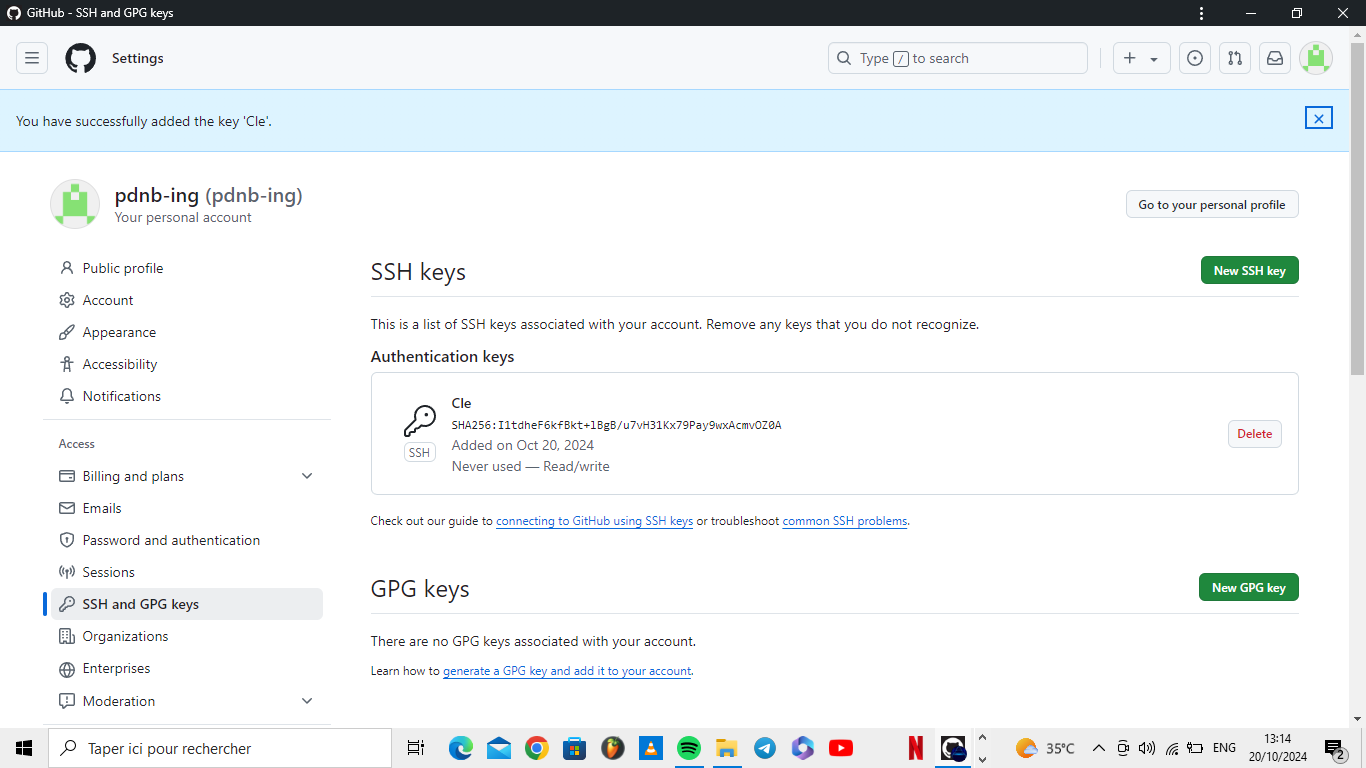 GitHub - SSH and GPG keys
Settings
Type / to search
You have successfully added the key 'Cle'.
pdnb-ing (pdnb-ing)
Your personal account
Go to your personal profile
Public profile
Account
Appearance
Accessibility
Notifications
Access
Billing and plans
Emails
Password and authentication
Sessions
SSH and GPG keys
Organizations
Enterprises
Moderation
SSH keys
New SSH key
This is a list of SSH keys associated with your account. Remove any keys that you do not recognize.
Authentication keys
Cle
SHA256:I1tdheF6kfBkt+lBgB/u7vH31Kx79Pay9wxAcmvOZ0A
SSH
Added on Oct 20, 2024
Never used — Read/write
Delete
Check out our guide to connecting to GitHub using SSH keys or troubleshoot common SSH problems.
GPG keys
New GPG key
There are no GPG keys associated with your account.
Learn how to generate a GPG key and add it to your account.
Taper ici pour rechercher
35°C
ENG
13:14
20/10/2024
2